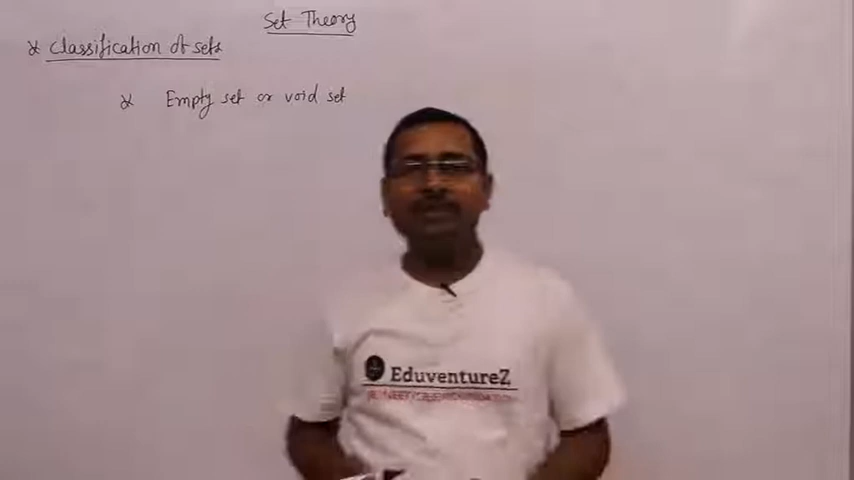 Set Theory
* Classification of sets
* Empty set or void set
EduventureZ